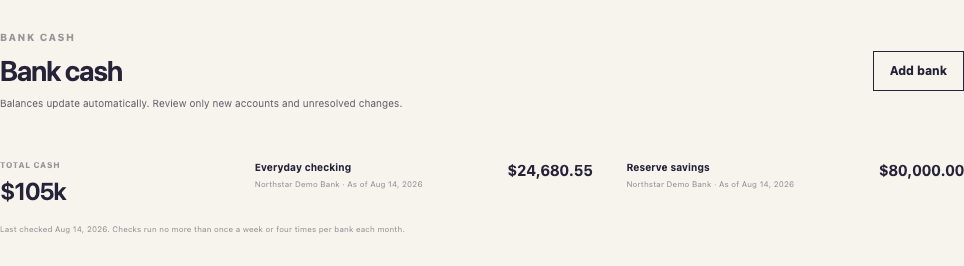 BANK CASH
Bank cash
Add bank
Balances update automatically. Review only new accounts and unresolved changes.
TOTAL CASH
$105k
Everyday checking
Northstar Demo Bank · As of Aug 14, 2026
$24,680.55
Reserve savings
Northstar Demo Bank · As of Aug 14, 2026
$80,000.00
Last checked Aug 14, 2026. Checks run no more than once a week or four times per bank each month.